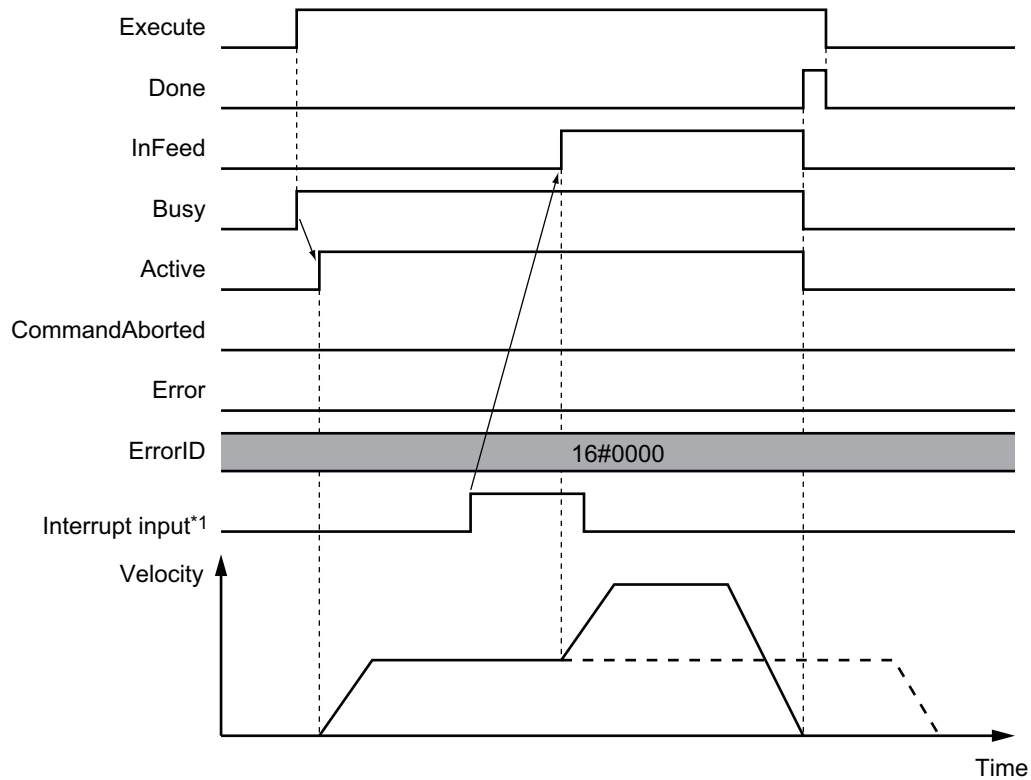 Execute
Done
InFeed
Busy
Active
CommandAborted
Error
ErrorID
16#0000
Interrupt input*1
Velocity
Time